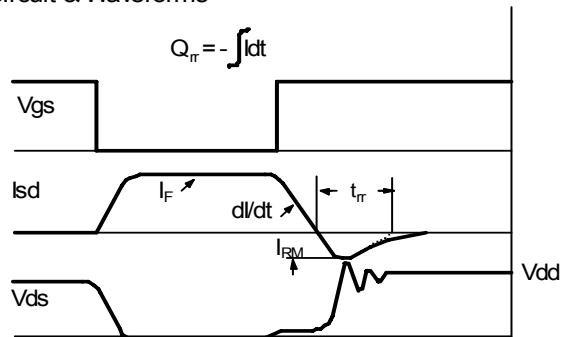 Circuit & Waveforms
Qrr = - ∫Idt
Vgs
Isd
IF
dI/dt
trr
IRM
Vds
Vdd